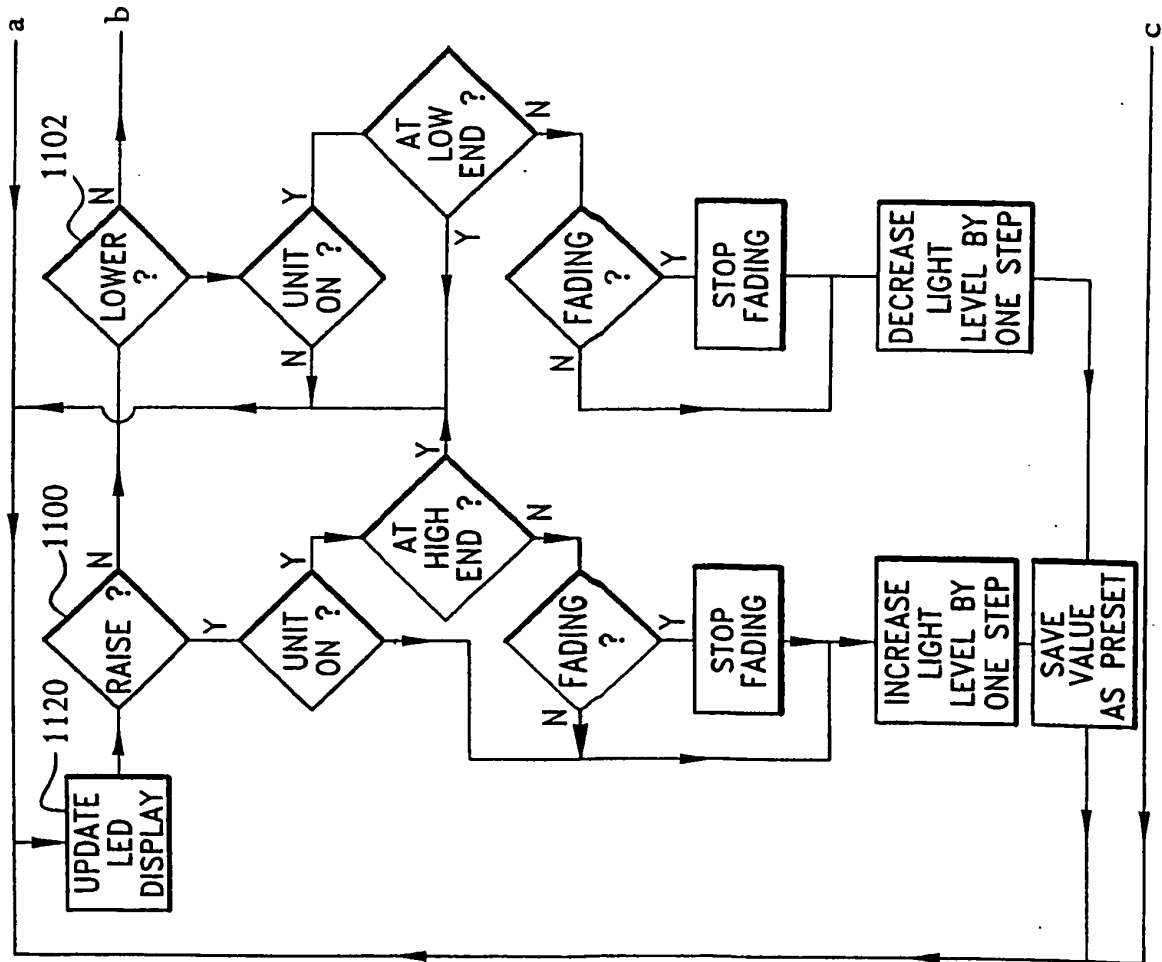 a
b
1120
UPDATE
LED
DISPLAY
1100
RAISE ?
N
Y
1102
LOWER
?
N
UNIT
ON ?
Y
UNIT
ON ?
Y
N
AT
HIGH
END ?
Y
N
AT
LOW
END ?
Y
N
FADING
?
N
Y
FADING
?
N
Y
STOP
FADING
STOP
FADING
INCREASE
LIGHT
LEVEL BY
ONE STEP
DECREASE
LIGHT
LEVEL BY
ONE STEP
SAVE
VALUE
AS PRESET
c